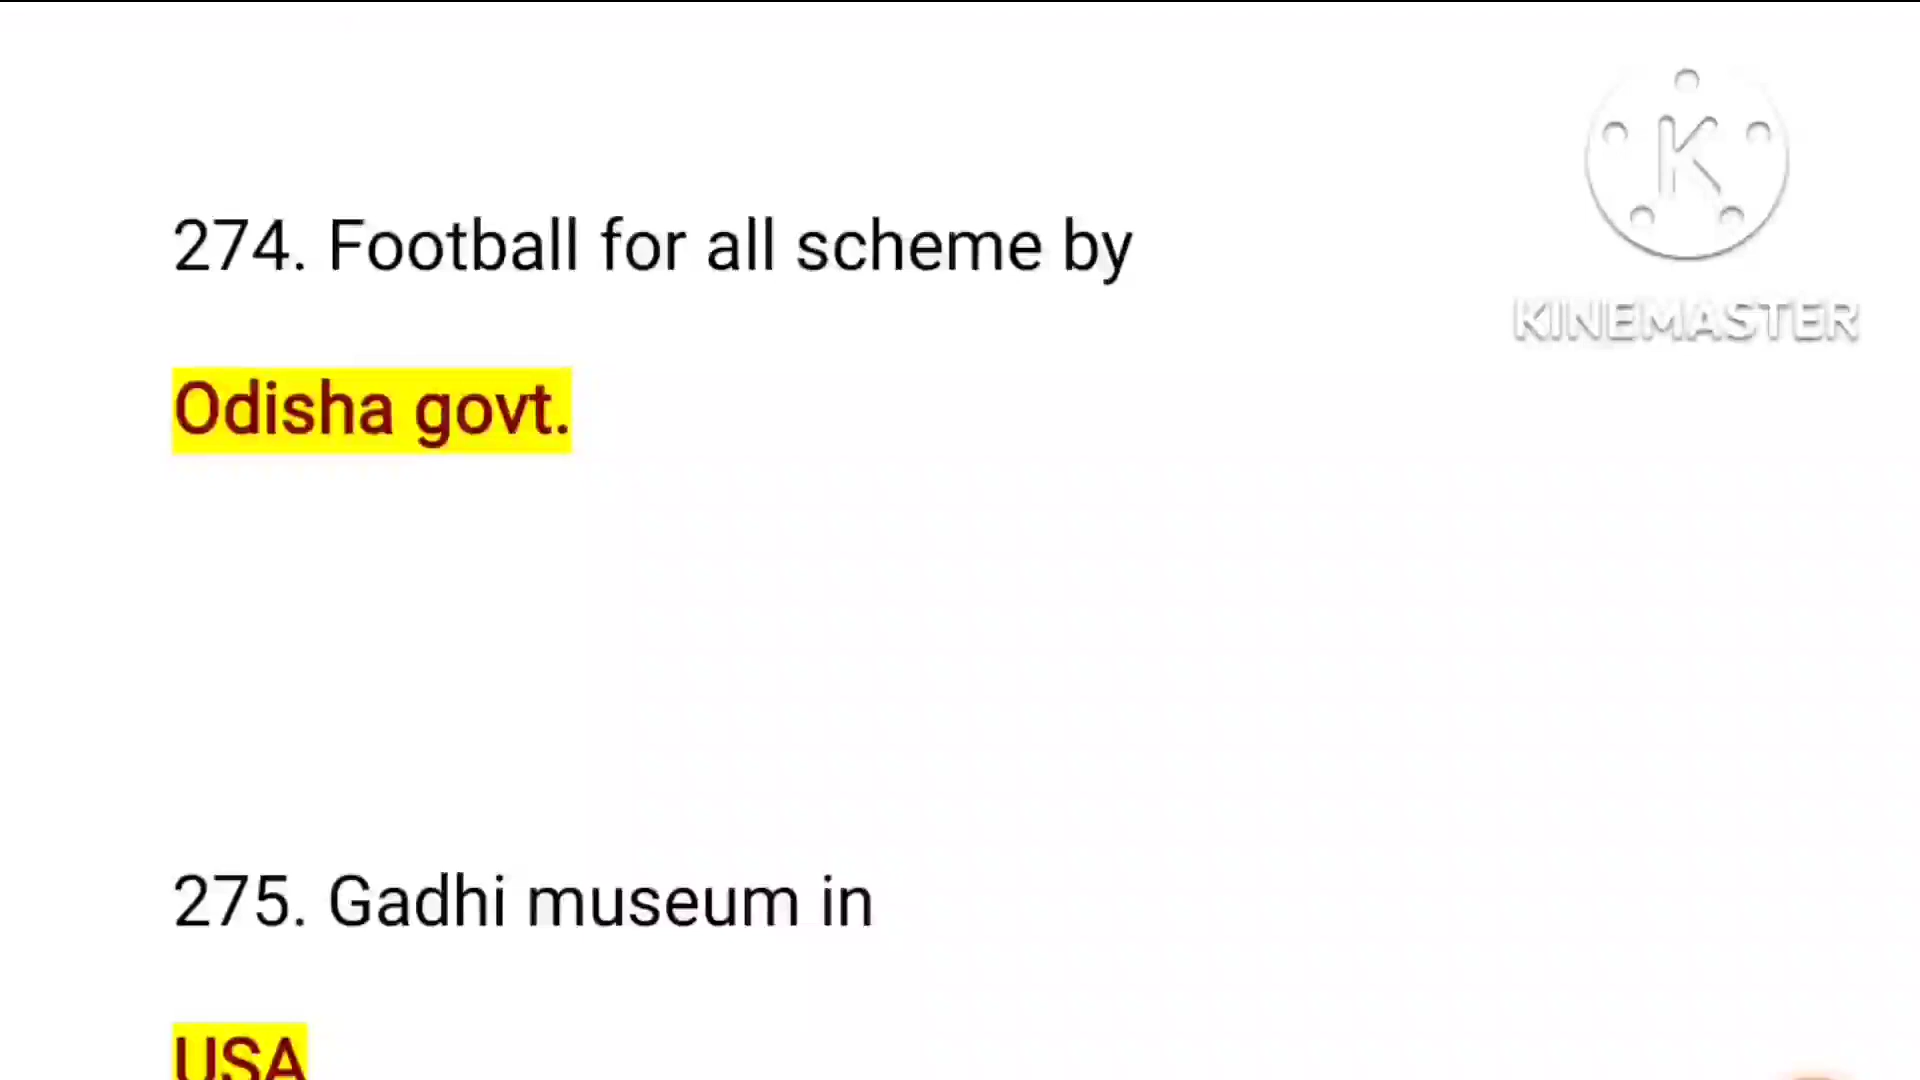 K
KINEMASTER
274. Football for all scheme by
Odisha govt.
275. Gadhi museum in
USA